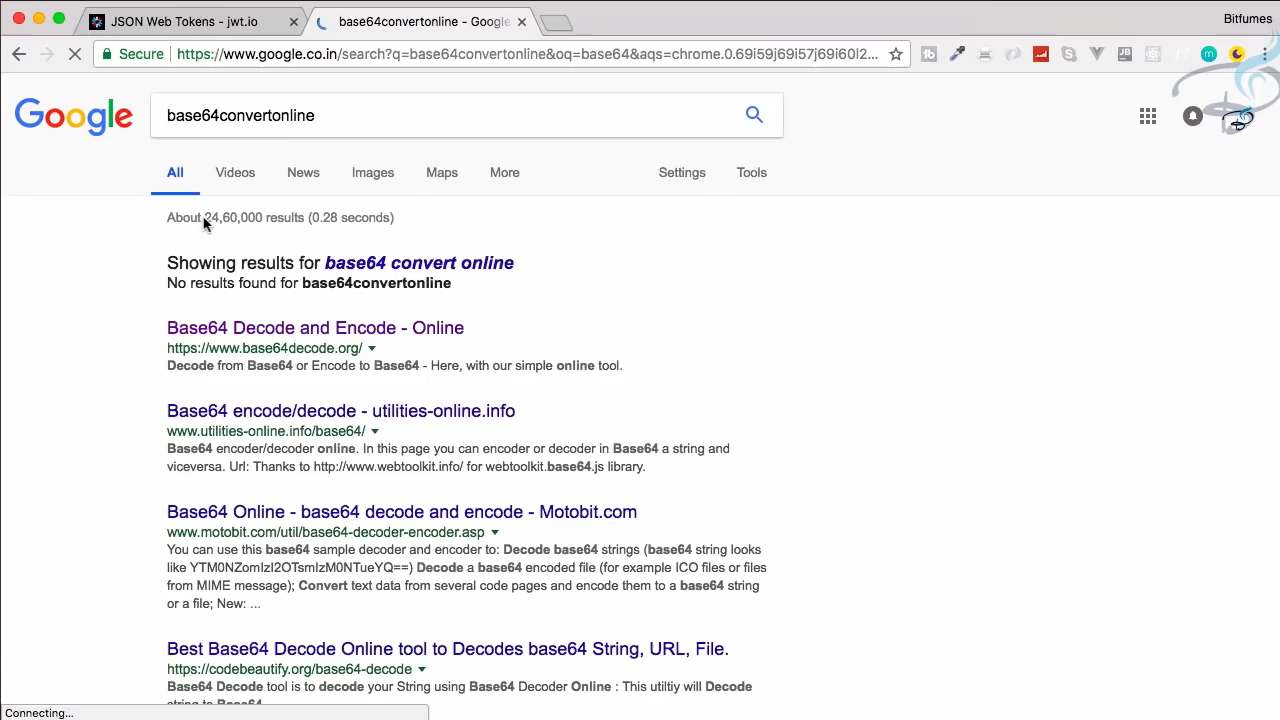 JSON Web Tokens - jwt.io
base64convertonline - Google
Bitfumes
Secure
https://www.google.co.in/search?q=base64convertonline&oq=base64&aqs=chrome.0.69i59j69i57j69i60l2...
Google
base64convertonline
All
Videos
News
Images
Maps
More
Settings
Tools
About 24,60,000 results (0.28 seconds)
Showing results for base64 convert online
No results found for base64convertonline
Base64 Decode and Encode - Online
https://www.base64decode.org/
Decode from Base64 or Encode to Base64 - Here, with our simple online tool.
Base64 encode/decode - utilities-online.info
www.utilities-online.info/base64/
Base64 encoder/decoder online. In this page you can encoder or decoder in Base64 a string and
viceversa. Url: Thanks to http://www.webtoolkit.info/ for webtoolkit.base64.js library.
Base64 Online - base64 decode and encode - Motobit.com
www.motobit.com/util/base64-decoder-encoder.asp
You can use this base64 sample decoder and encoder to: Decode base64 strings (base64 string looks
like YTM0NZomIzI2OTsmIzM0NTueYQ==) Decode a base64 encoded file (for example ICO files or files
from MIME message); Convert text data from several code pages and encode them to a base64 string
or a file; New: ...
Best Base64 Decode Online tool to Decodes base64 String, URL, File.
https://codebeautify.org/base64-decode
Base64 Decode tool is to decode your String using Base64 Decoder Online : This utiltiy will Decode
string to Base64
Connecting...